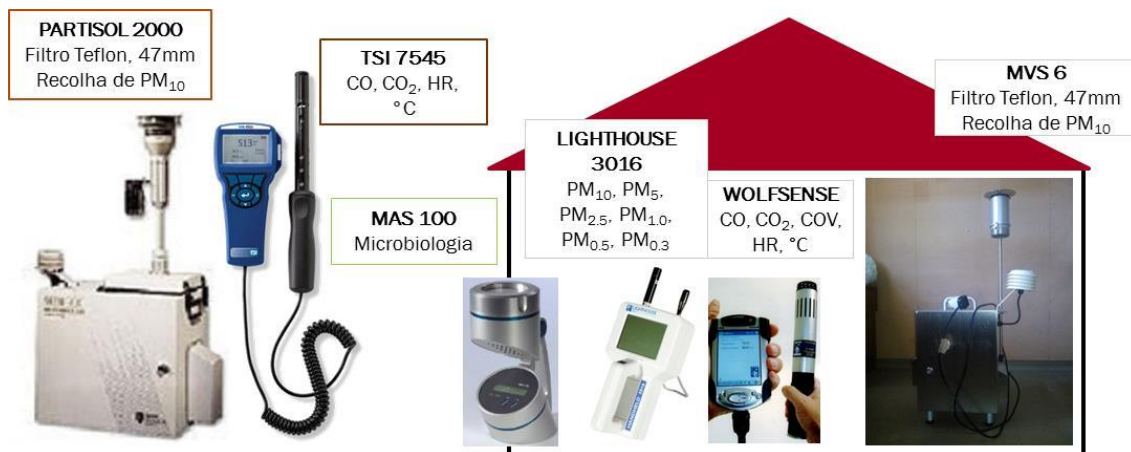 PARTISOL 2000
Filtro Teflon, 47mm
Recolha de PM₁₀
TSI 7545
CO, CO₂, HR,
°C
MAS 100
Microbiologia
LIGHTHOUSE
3016
PM₁₀, PM₅,
PM₂.₅, PM₁.₀,
PM₀.₅, PM₀.₃
WOLFSENSE
CO, CO₂, COV,
HR, °C
MVS 6
Filtro Teflon, 47mm
Recolha de PM₁₀